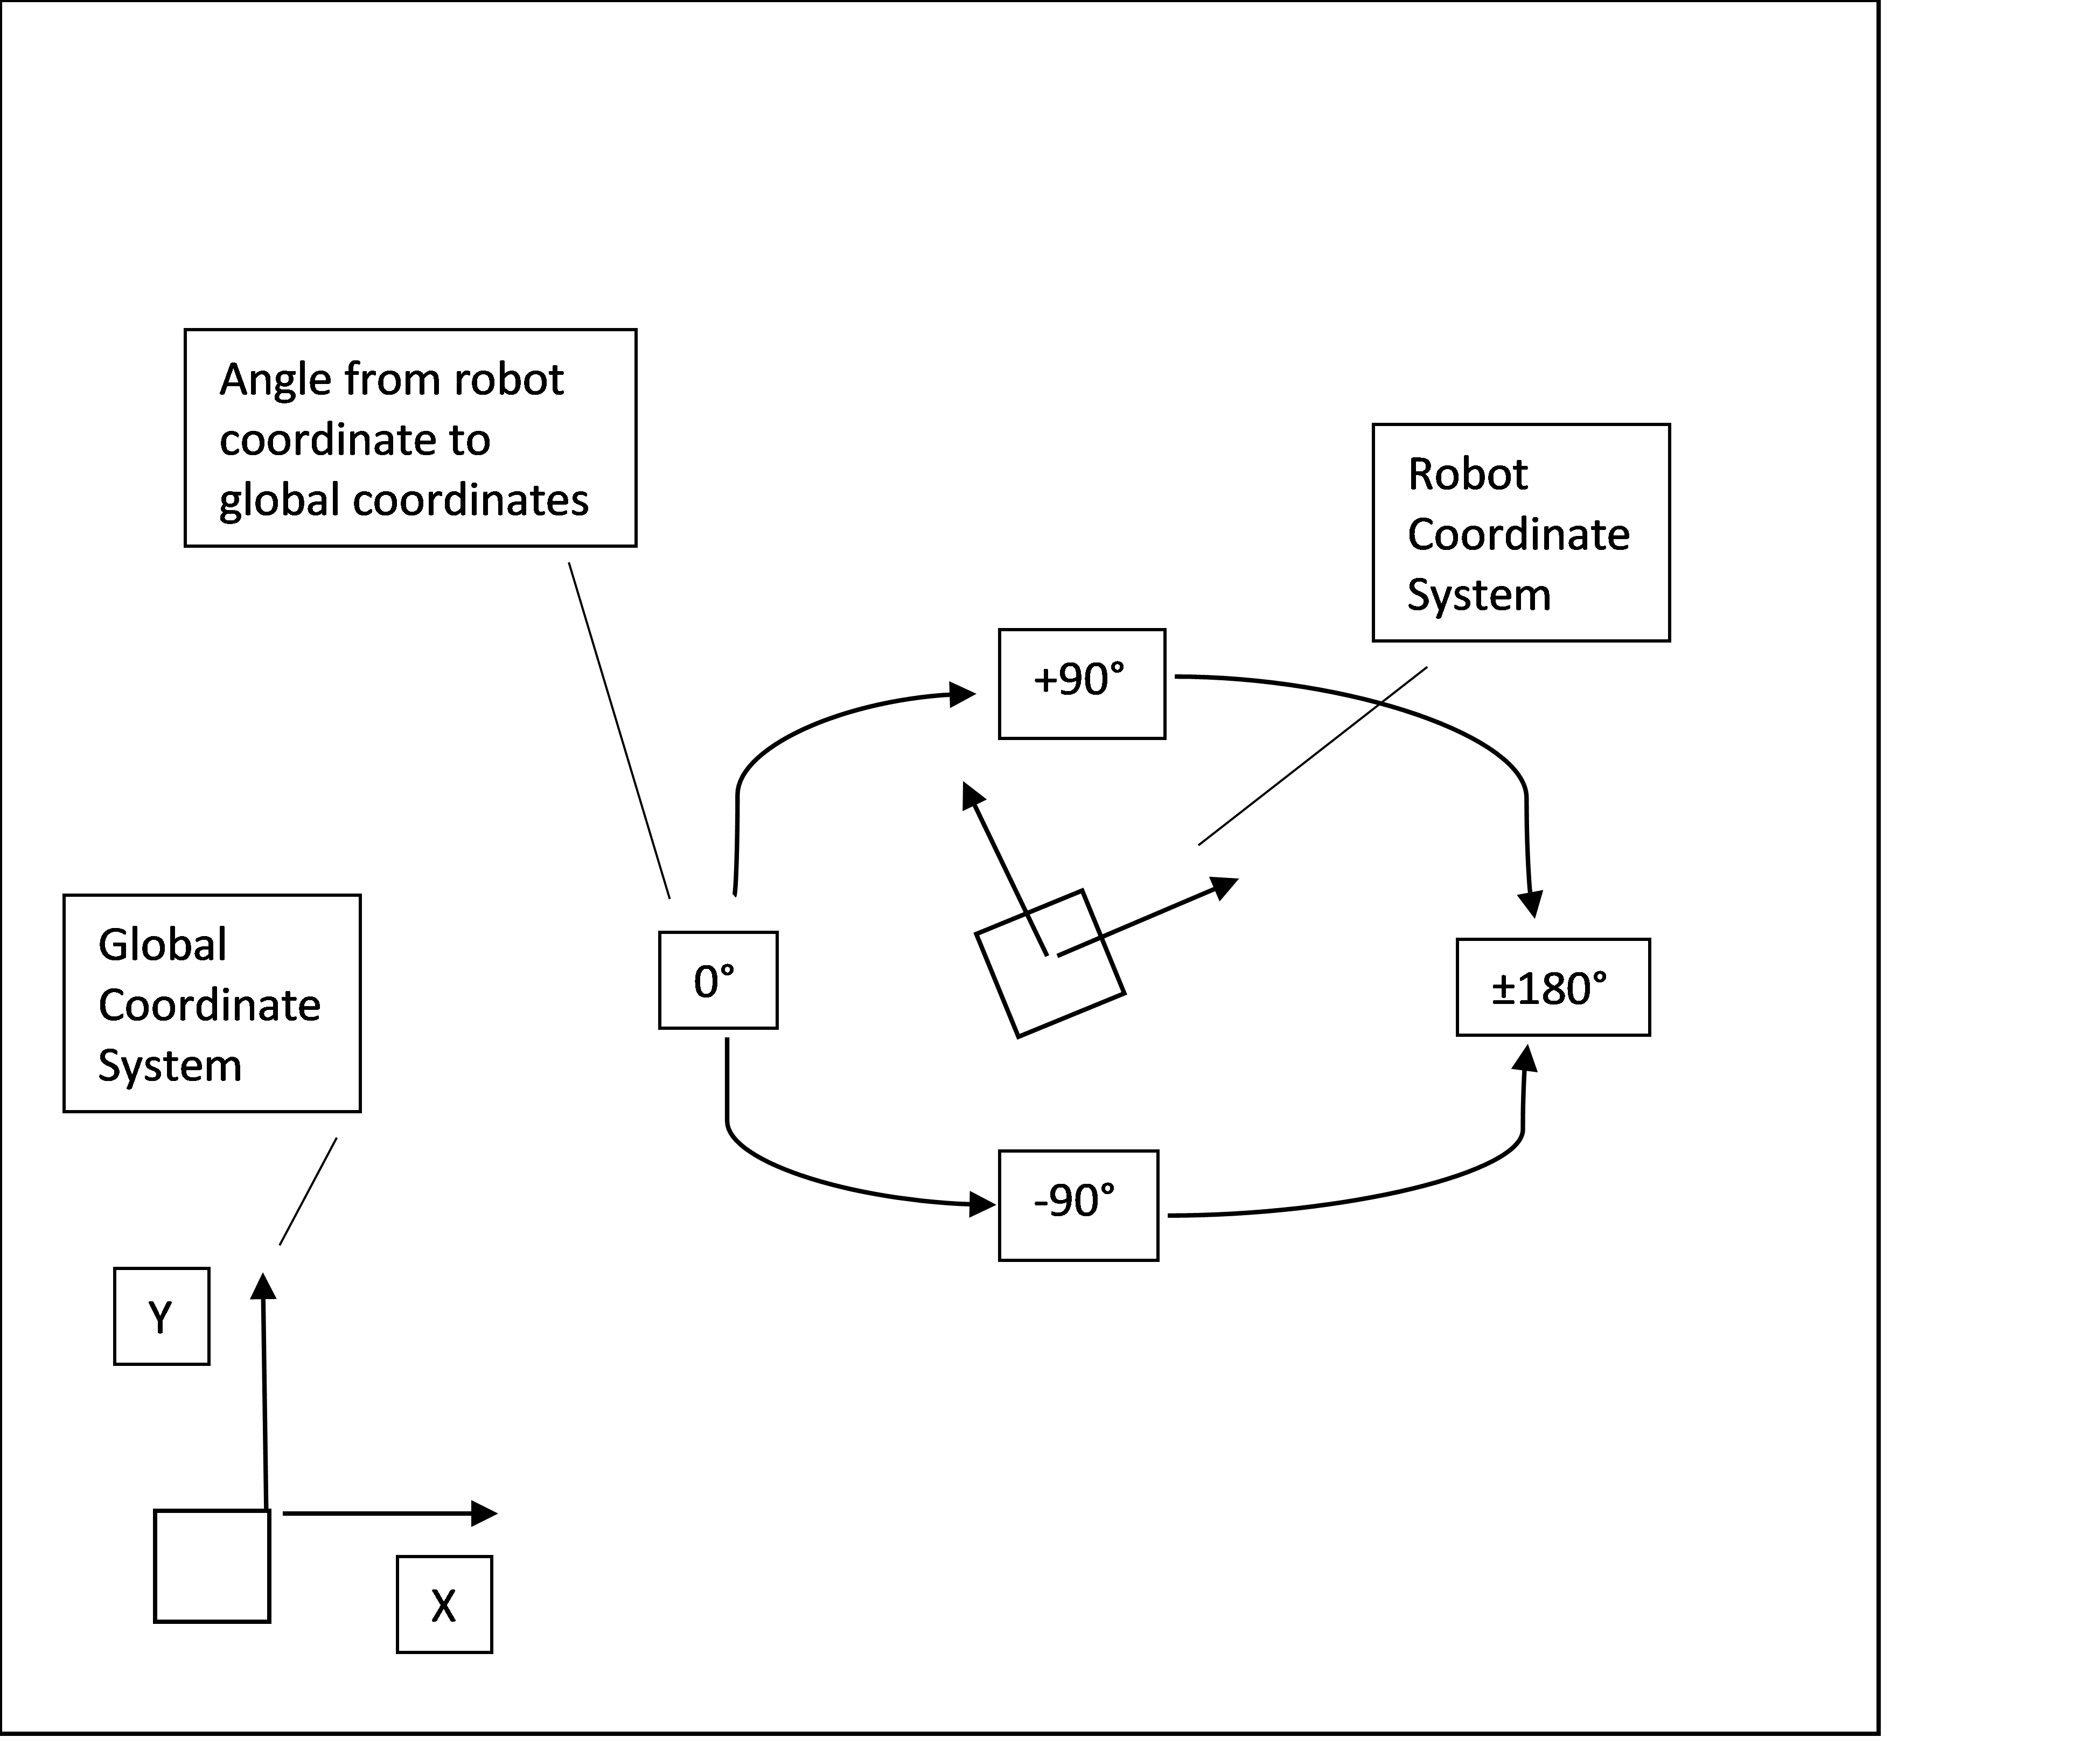 Angle from robot
coordinate to
global coordinates
Robot
Coordinate
System
+90°
Global
Coordinate
System
0°
±180°
-90°
Y
X